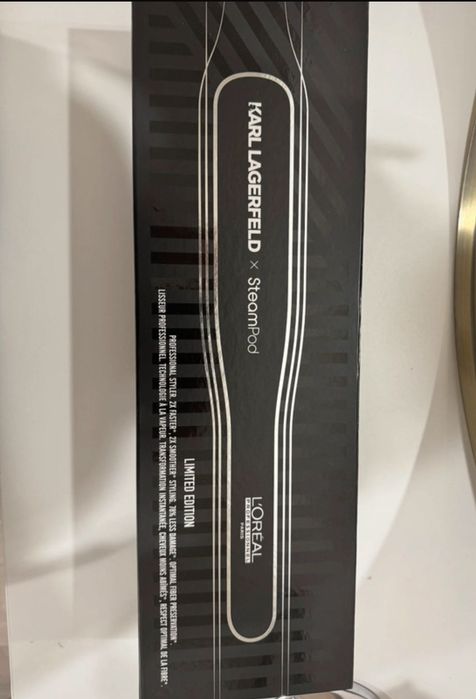 KARL LAGERFELD x SteamPod
L'ORÉAL
PROFESSIONNEL
PARIS
LIMITED EDITION
PROFESSIONAL STYLER. 2X FASTER*, 2X SMOOTHER* STYLING. 78% LESS DAMAGE*. OPTIMAL FIBER PRESERVATION*.
LISSEUR PROFESSIONNEL. TECHNOLOGIE À LA VAPEUR. TRANSFORMATION INSTANTANÉE, CHEVEUX MOINS ABÎMÉS*, RESPECT OPTIMAL DE LA FIBRE*.